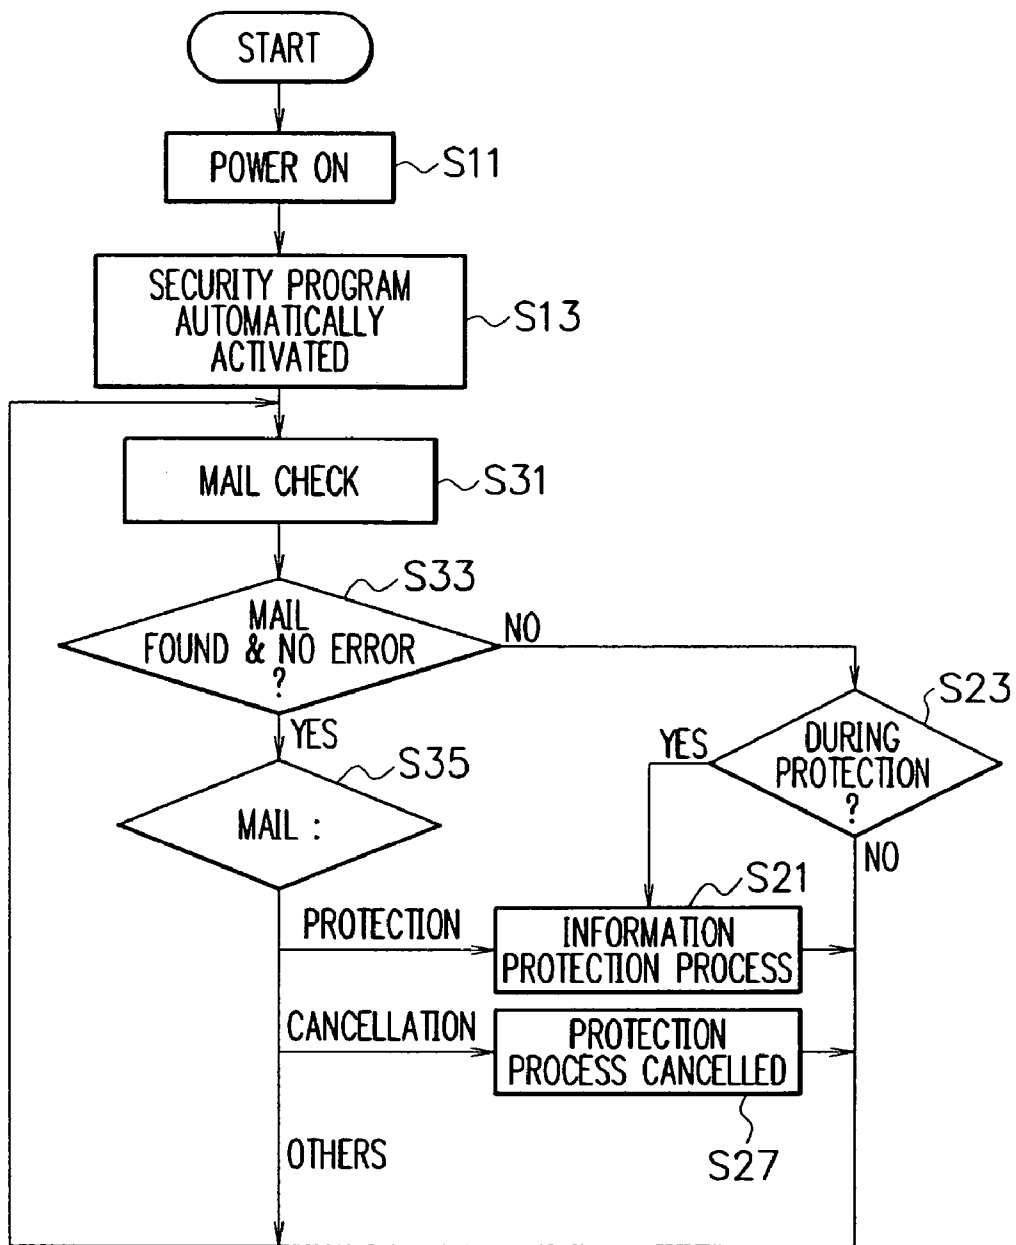 START
POWER ON
S11
SECURITY PROGRAM
AUTOMATICALLY
ACTIVATED
S13
MAIL CHECK
S31
S33
MAIL
FOUND & NO ERROR
?
NO
YES
S23
DURING
PROTECTION
?
YES
NO
S35
MAIL :
S21
PROTECTION
INFORMATION
PROTECTION PROCESS
CANCELLATION
PROTECTION
PROCESS CANCELLED
S27
OTHERS